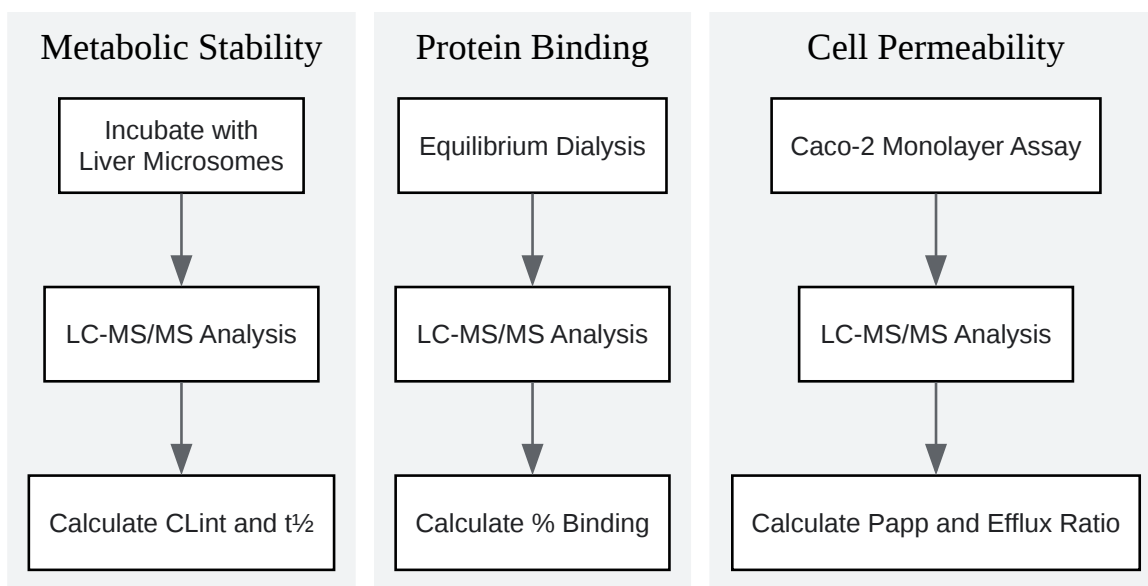 Metabolic Stability
Incubate with
Liver Microsomes
LC-MS/MS Analysis
Calculate CLint and t½
Protein Binding
Equilibrium Dialysis
LC-MS/MS Analysis
Calculate % Binding
Cell Permeability
Caco-2 Monolayer Assay
LC-MS/MS Analysis
Calculate Papp and Efflux Ratio